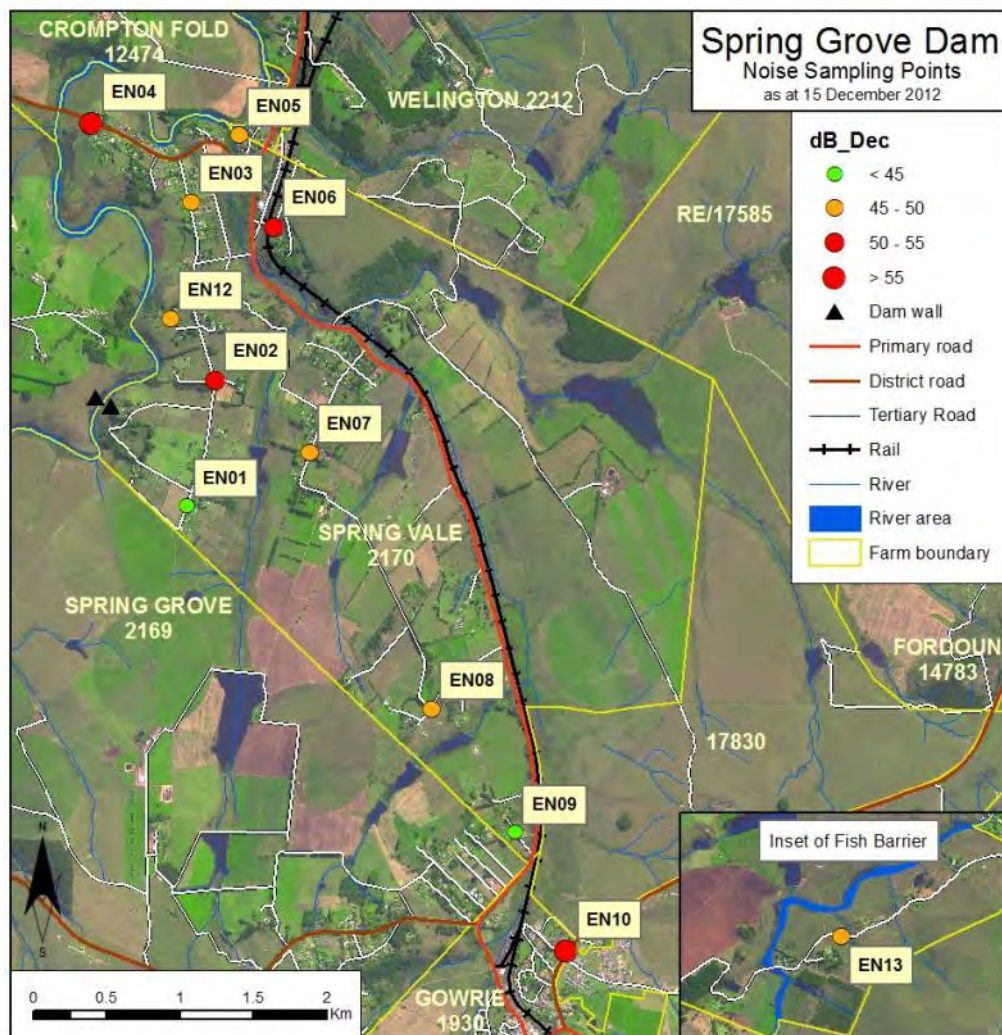 Spring Grove Dam
Noise Sampling Points
as at 15 December 2012
dB_Dec
< 45
45 - 50
50 - 55
> 55
Dam wall
Primary road
District road
Tertiary Road
Rail
River
River area
Farm boundary
CROMPTON FOLD
12474
EN04
EN05
WELINGTON 2212
EN03
EN06
RE/17585
EN12
EN02
EN07
EN01
SPRING VALE
2170
SPRING GROVE
2169
FORDOUN
14783
EN08
17830
EN09
Inset of Fish Barrier
EN10
EN13
GOWRIE
1930
N
S
0 0.5 1 1.5 2
Km